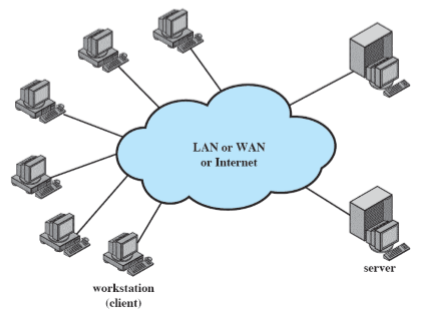 LAN or WAN
or Internet
server
workstation
(client)